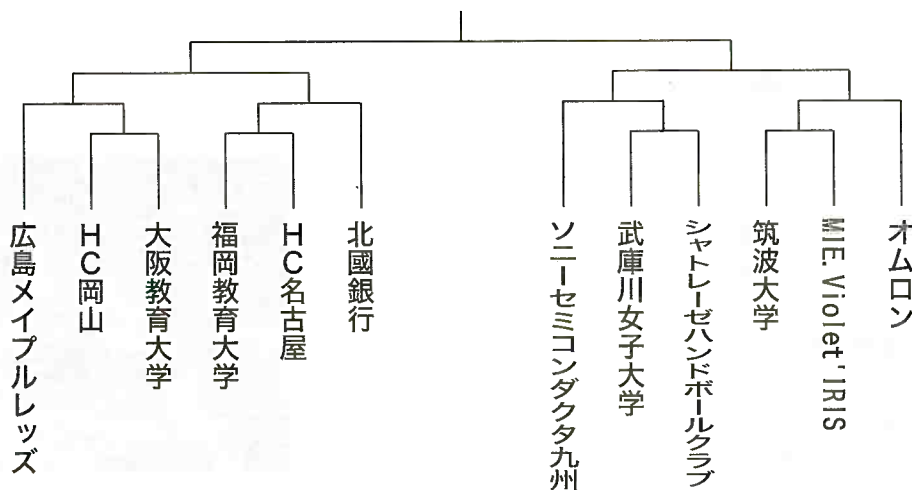 広島メイプルレッズ
HC岡山
大阪教育大学
福岡教育大学
HC名古屋
北國銀行
ソニーセミコンダクタ九州
武庫川女子大学
シャトレーゼハンドボールクラブ
筑波大学
MIE. Violet' IRIS
オムロン